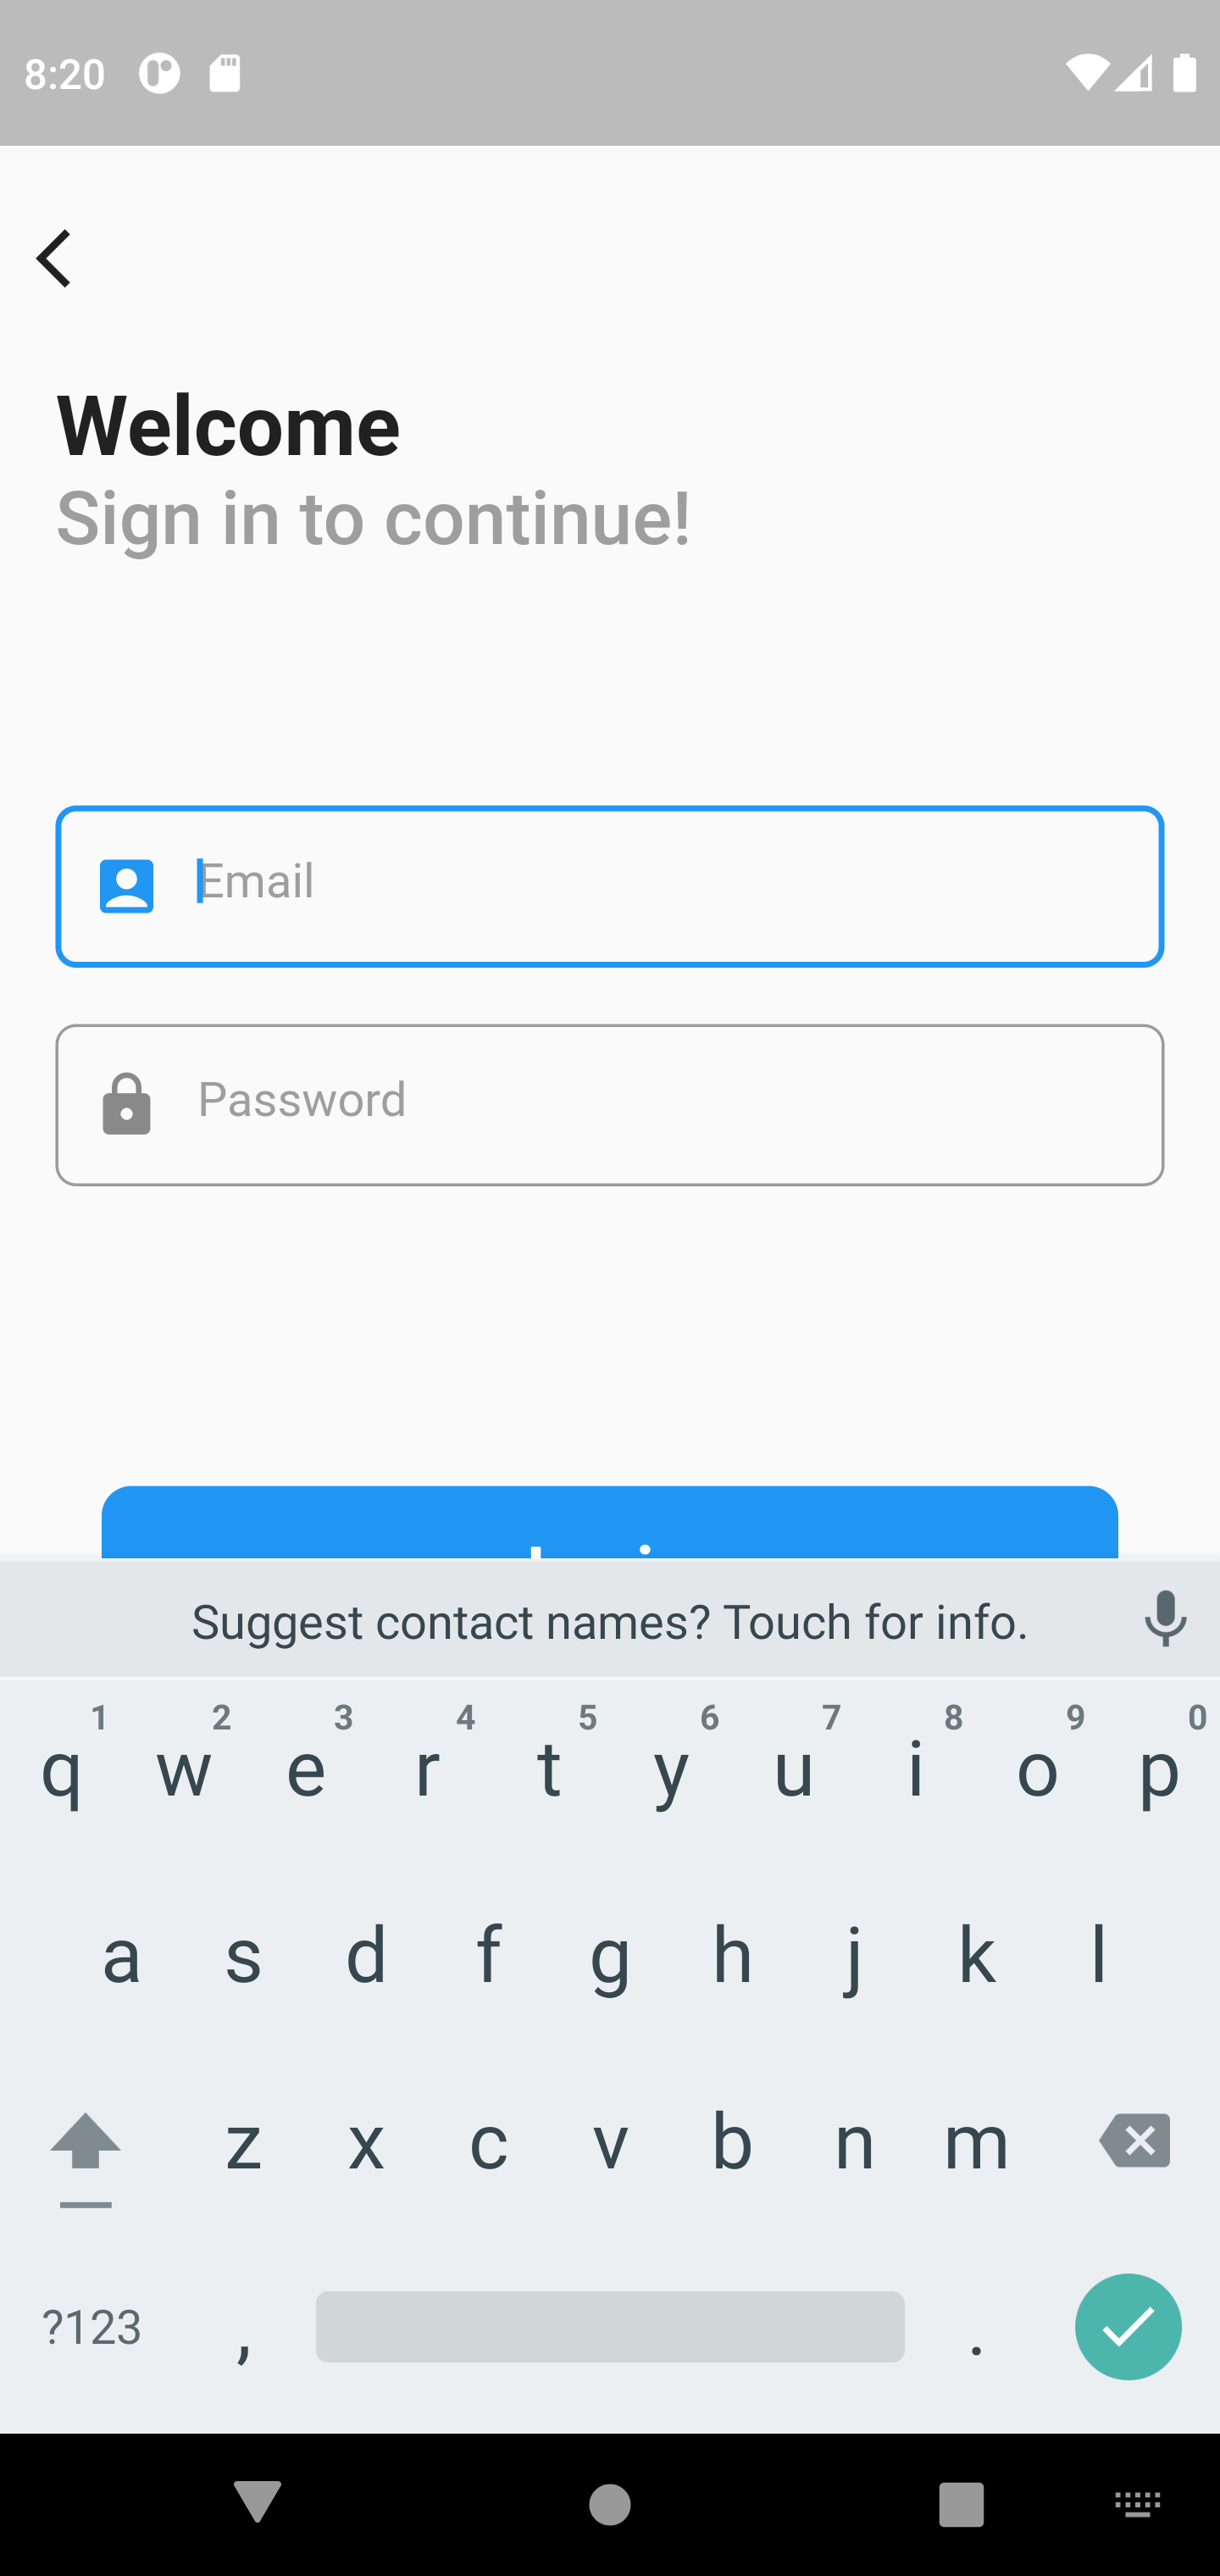 8:20
Welcome
Sign in to continue!
Email
Password
Suggest contact names? Touch for info.
1 2 3 4 5 6 7 8 9 0
q w e r t y u i o p
a s d f g h j k l
z x c v b n m
?123 , .